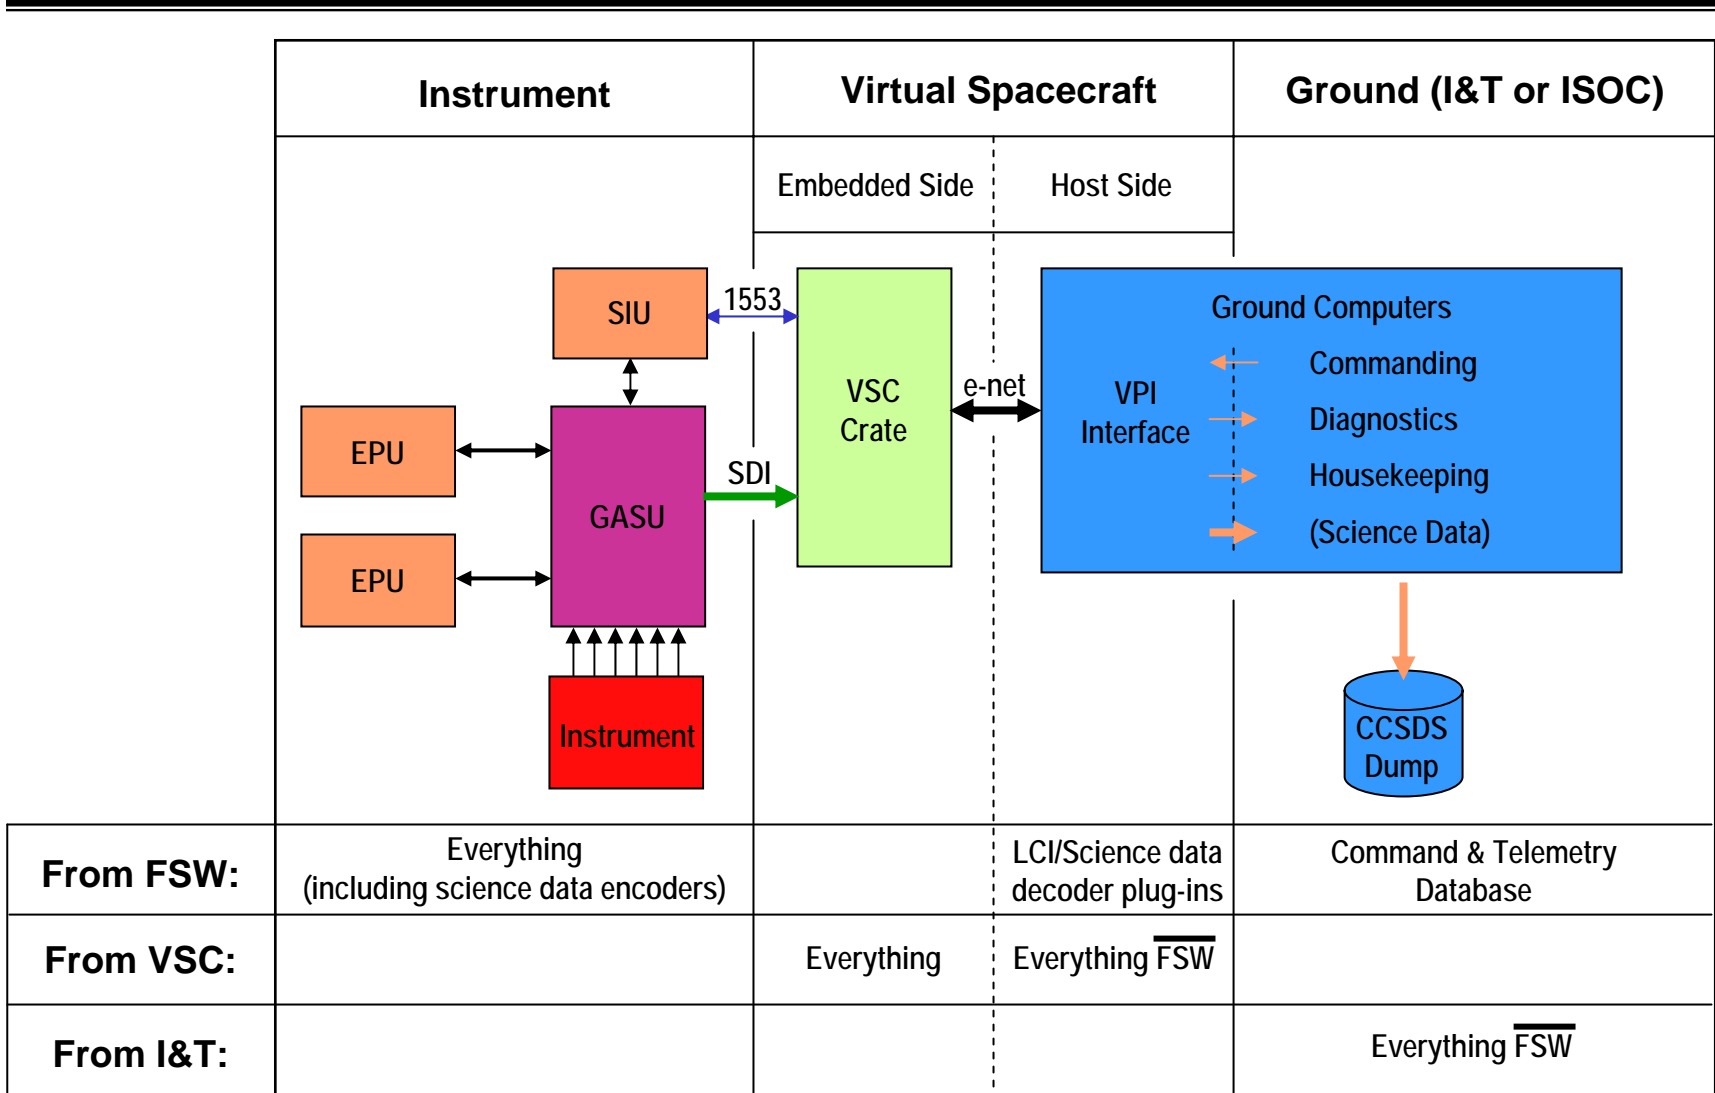 Instrument
Virtual Spacecraft
Ground (I&T or ISOC)
Embedded Side
Host Side
SIU
1553
EPU
EPU
GASU
SDI
Instrument
VSC
Crate
e-net
Ground Computers
VPI
Interface
Commanding
Diagnostics
Housekeeping
(Science Data)
CCSDS
Dump
From FSW:
Everything
(including science data encoders)
LCI/Science data
decoder plug-ins
Command & Telemetry
Database
From VSC:
Everything
Everything FSW
From I&T:
Everything FSW